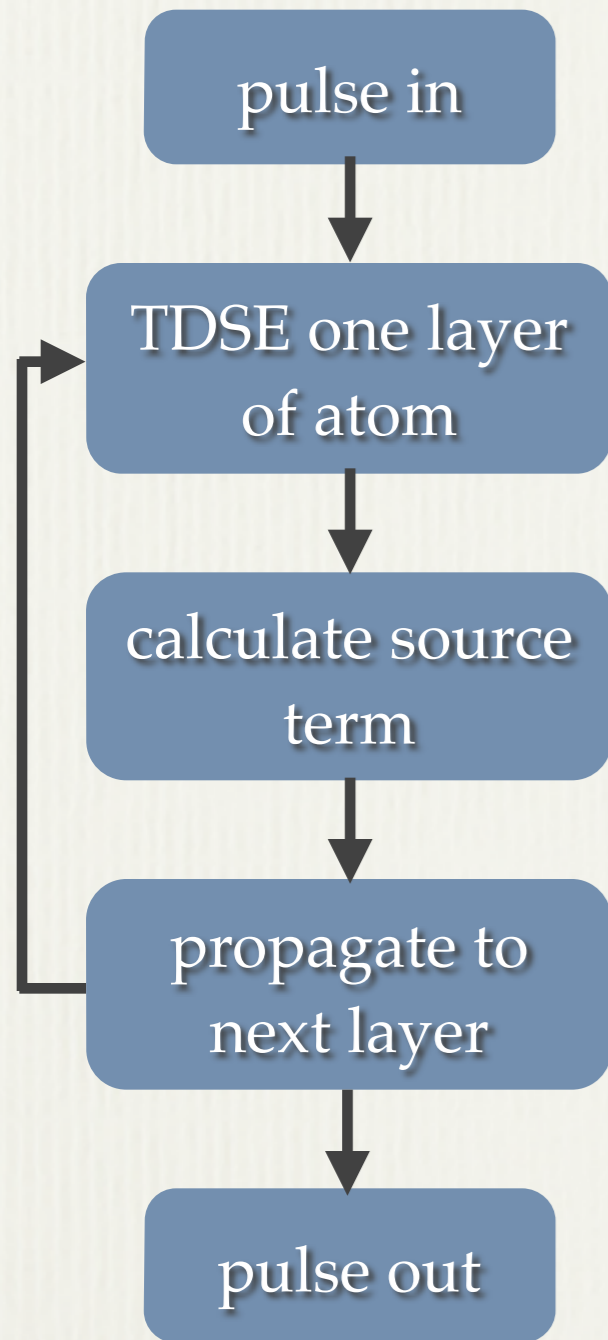 pulse in
TDSE one layer
of atom
calculate source
term
propagate to
next layer
pulse out